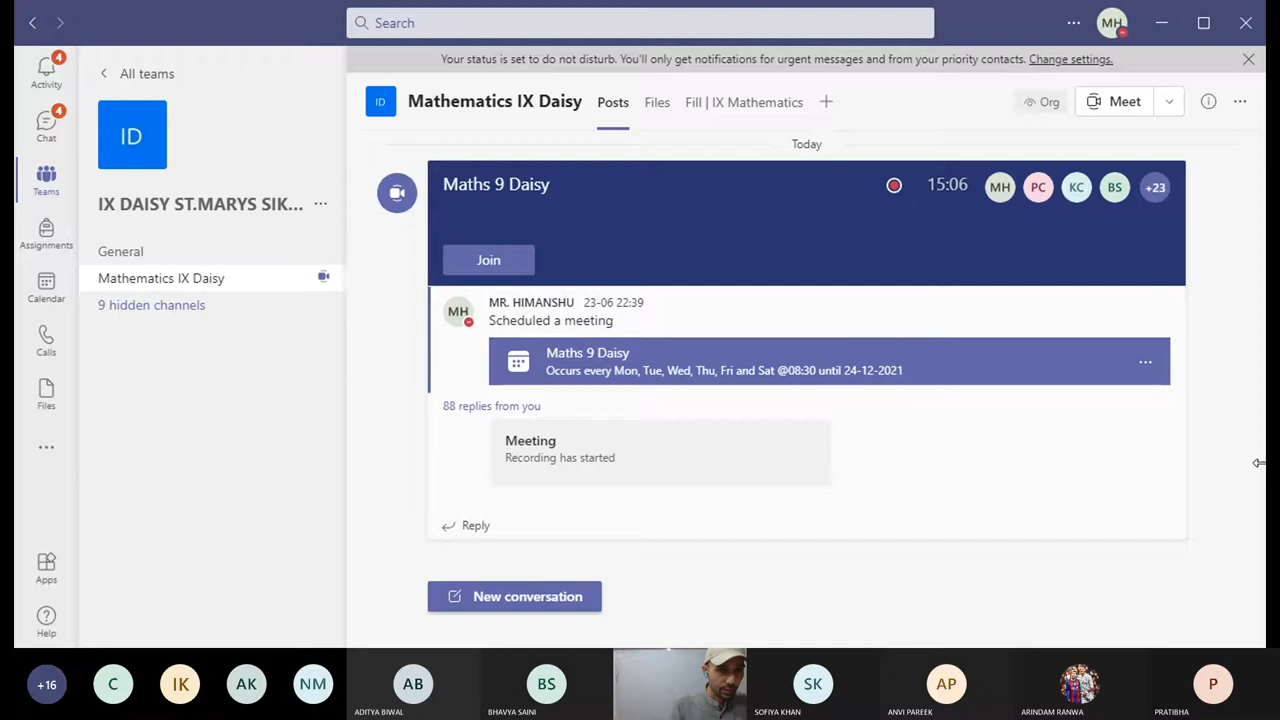 Search
MH
Your status is set to do not disturb. You'll only get notifications for urgent messages and from your priority contacts. Change settings.
4
Activity
4
Chat
Teams
Assignments
Calendar
Calls
Files
Apps
Help
All teams
ID
IX DAISY ST.MARYS SIK...
General
Mathematics IX Daisy
9 hidden channels
ID
Mathematics IX Daisy
Posts
Files
Fill | IX Mathematics
Org
Meet
Today
Maths 9 Daisy
15:06
MH
PC
KC
BS
+23
Join
MH
MR. HIMANSHU 23-06 22:39
Scheduled a meeting
Maths 9 Daisy
Occurs every Mon, Tue, Wed, Thu, Fri and Sat @08:30 until 24-12-2021
88 replies from you
Meeting
Recording has started
Reply
New conversation
+16
C
IK
AK
NM
AB
ADITYA BIWAL
BS
BHAVYA SAINI
SK
SOFIYA KHAN
AP
ANVI PAREEK
ARINDAM RANWA
P
PRATIBHA